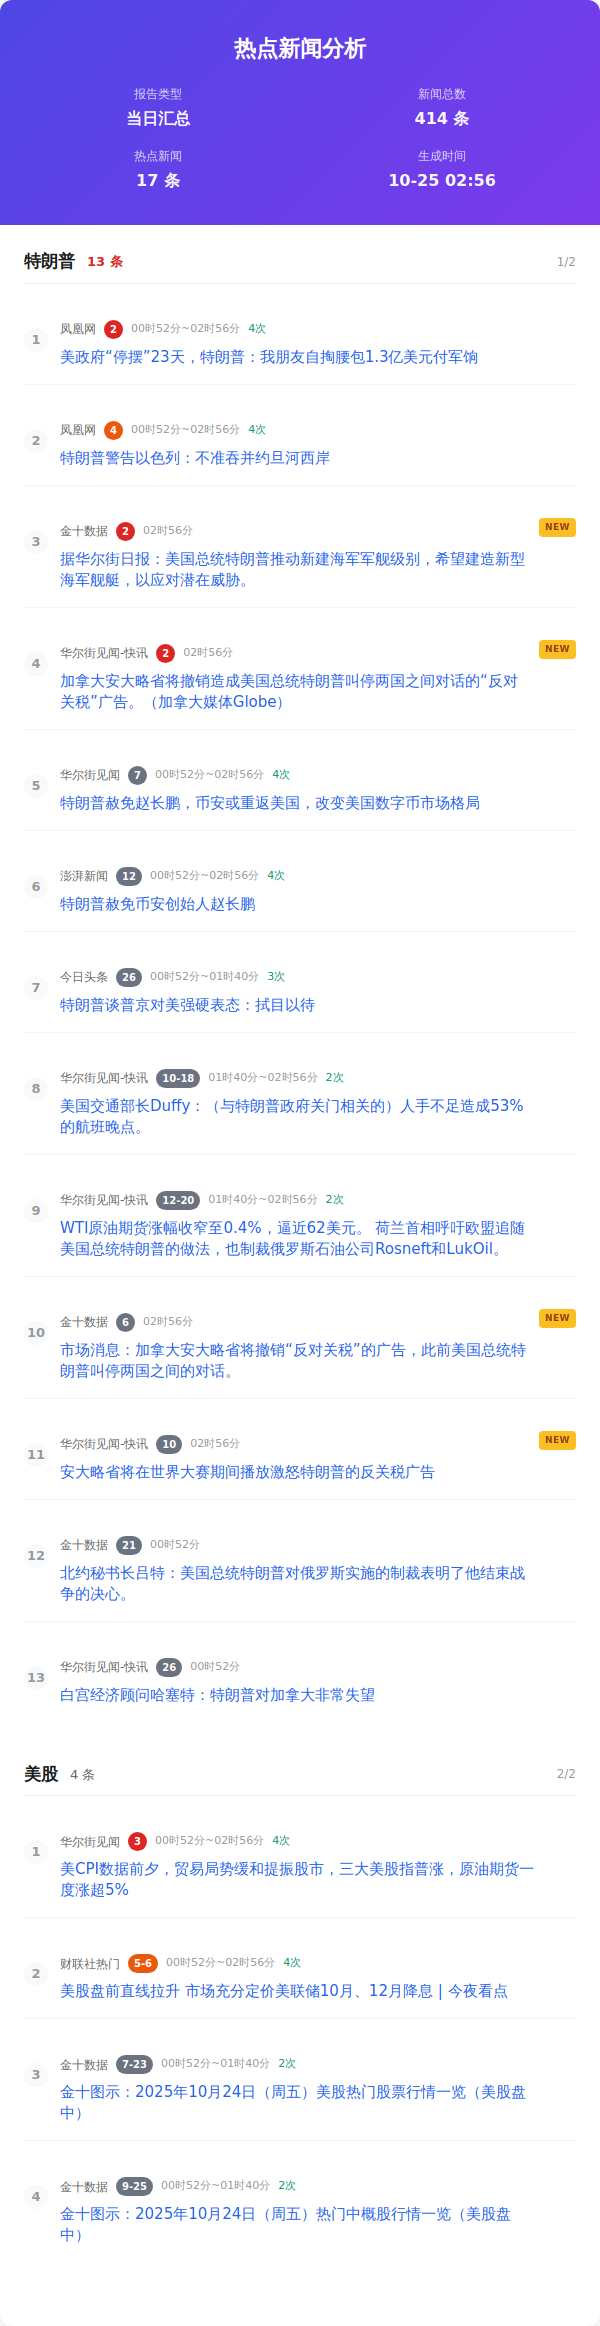 热点新闻分析
报告类型
新闻总数
当日汇总
414 条
热点新闻
生成时间
17 条
10-25 02:56
特朗普 13 条 1/2
1
凤凰网 2 00时52分~02时56分 4次
美政府“停摆”23天，特朗普：我朋友自掏腰包1.3亿美元付军饷
2
凤凰网 4 00时52分~02时56分 4次
特朗普警告以色列：不准吞并约旦河西岸
3
金十数据 2 02时56分 NEW
据华尔街日报：美国总统特朗普推动新建海军军舰级别，希望建造新型
海军舰艇，以应对潜在威胁。
4
华尔街见闻-快讯 2 02时56分 NEW
加拿大安大略省将撤销造成美国总统特朗普叫停两国之间对话的“反对
关税”广告。（加拿大媒体Globe）
5
华尔街见闻 7 00时52分~02时56分 4次
特朗普赦免赵长鹏，币安或重返美国，改变美国数字币市场格局
6
澎湃新闻 12 00时52分~02时56分 4次
特朗普赦免币安创始人赵长鹏
7
今日头条 26 00时52分~01时40分 3次
特朗普谈普京对美强硬表态：拭目以待
8
华尔街见闻-快讯 10-18 01时40分~02时56分 2次
美国交通部长Duffy：（与特朗普政府关门相关的）人手不足造成53%
的航班晚点。
9
华尔街见闻-快讯 12-20 01时40分~02时56分 2次
WTI原油期货涨幅收窄至0.4%，逼近62美元。 荷兰首相呼吁欧盟追随
美国总统特朗普的做法，也制裁俄罗斯石油公司Rosneft和LukOil。
10
金十数据 6 02时56分 NEW
市场消息：加拿大安大略省将撤销“反对关税”的广告，此前美国总统特
朗普叫停两国之间的对话。
11
华尔街见闻-快讯 10 02时56分 NEW
安大略省将在世界大赛期间播放激怒特朗普的反关税广告
12
金十数据 21 00时52分
北约秘书长吕特：美国总统特朗普对俄罗斯实施的制裁表明了他结束战
争的决心。
13
华尔街见闻-快讯 26 00时52分
白宫经济顾问哈塞特：特朗普对加拿大非常失望
美股 4 条 2/2
1
华尔街见闻 3 00时52分~02时56分 4次
美CPI数据前夕，贸易局势缓和提振股市，三大美股指普涨，原油期货一
度涨超5%
2
财联社热门 5-6 00时52分~02时56分 4次
美股盘前直线拉升 市场充分定价美联储10月、12月降息 | 今夜看点
3
金十数据 7-23 00时52分~01时40分 2次
金十图示：2025年10月24日（周五）美股热门股票行情一览（美股盘
中）
4
金十数据 9-25 00时52分~01时40分 2次
金十图示：2025年10月24日（周五）热门中概股行情一览（美股盘
中）